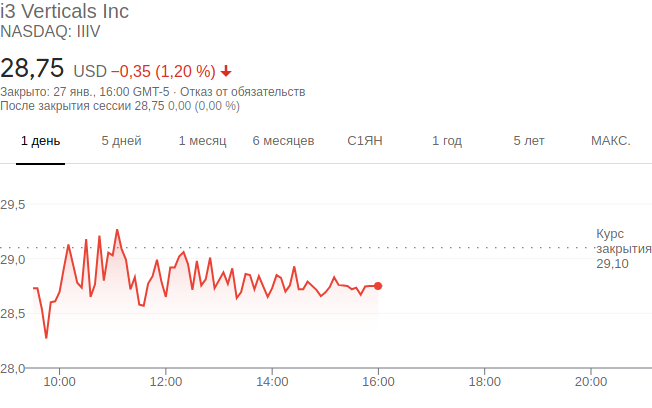 i3 Verticals Inc
NASDAQ: IIIV
28,75 USD −0,35 (1,20 %)
Закрыто: 27 янв., 16:00 GMT-5 · Отказ от обязательств
После закрытия сессии 28,75 0,00 (0,00 %)
1 день 5 дней 1 месяц 6 месяцев С1ЯН 1 год 5 лет МАКС.
29,5
Курс
закрытия
29,10
29,0
28,5
28,0
10:00 12:00 14:00 16:00 18:00 20:00